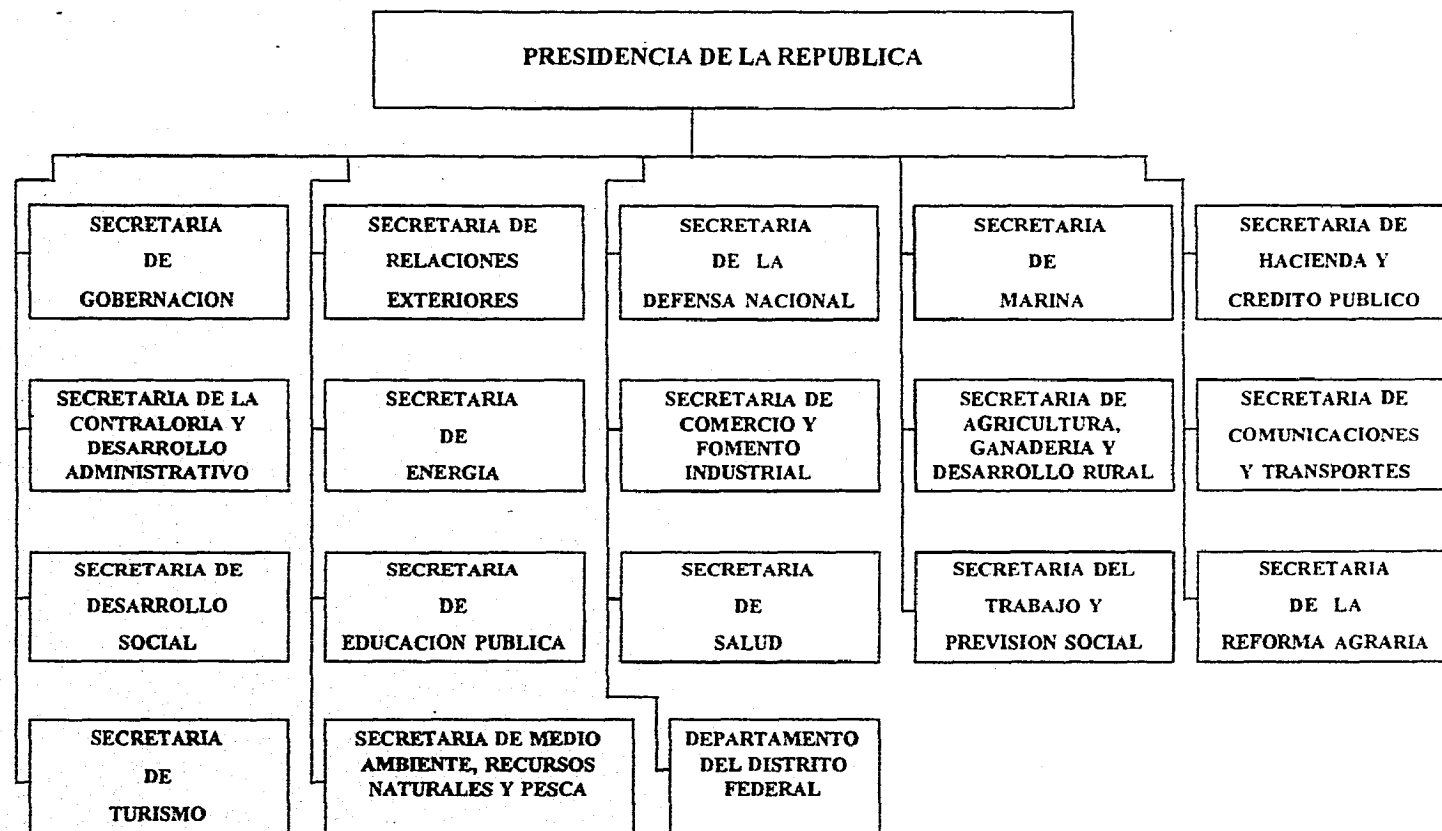 PRESIDENCIA DE LA REPUBLICA
SECRETARIA
DE
GOBERNACION
SECRETARIA DE
RELACIONES
EXTERIORES
SECRETARIA
DE LA
DEFENSA NACIONAL
SECRETARIA
DE
MARINA
SECRETARIA DE
HACIENDA Y
CREDITO PUBLICO
SECRETARIA DE LA
CONTRALORIA Y
DESARROLLO
ADMINISTRATIVO
SECRETARIA
DE
ENERGIA
SECRETARIA DE
COMERCIO Y
FOMENTO
INDUSTRIAL
SECRETARIA DE
AGRICULTURA,
GANADERIA Y
DESARROLLO RURAL
SECRETARIA DE
COMUNICACIONES
Y TRANSPORTES
SECRETARIA DE
DESARROLLO
SOCIAL
SECRETARIA
DE
EDUCACION PUBLICA
SECRETARIA
DE
SALUD
SECRETARIA DEL
TRABAJO Y
PREVISION SOCIAL
SECRETARIA
DE LA
REFORMA AGRARIA
SECRETARIA
DE
TURISMO
SECRETARIA DE MEDIO
AMBIENTE, RECURSOS
NATURALES Y PESCA
DEPARTAMENTO
DEL DISTRITO
FEDERAL